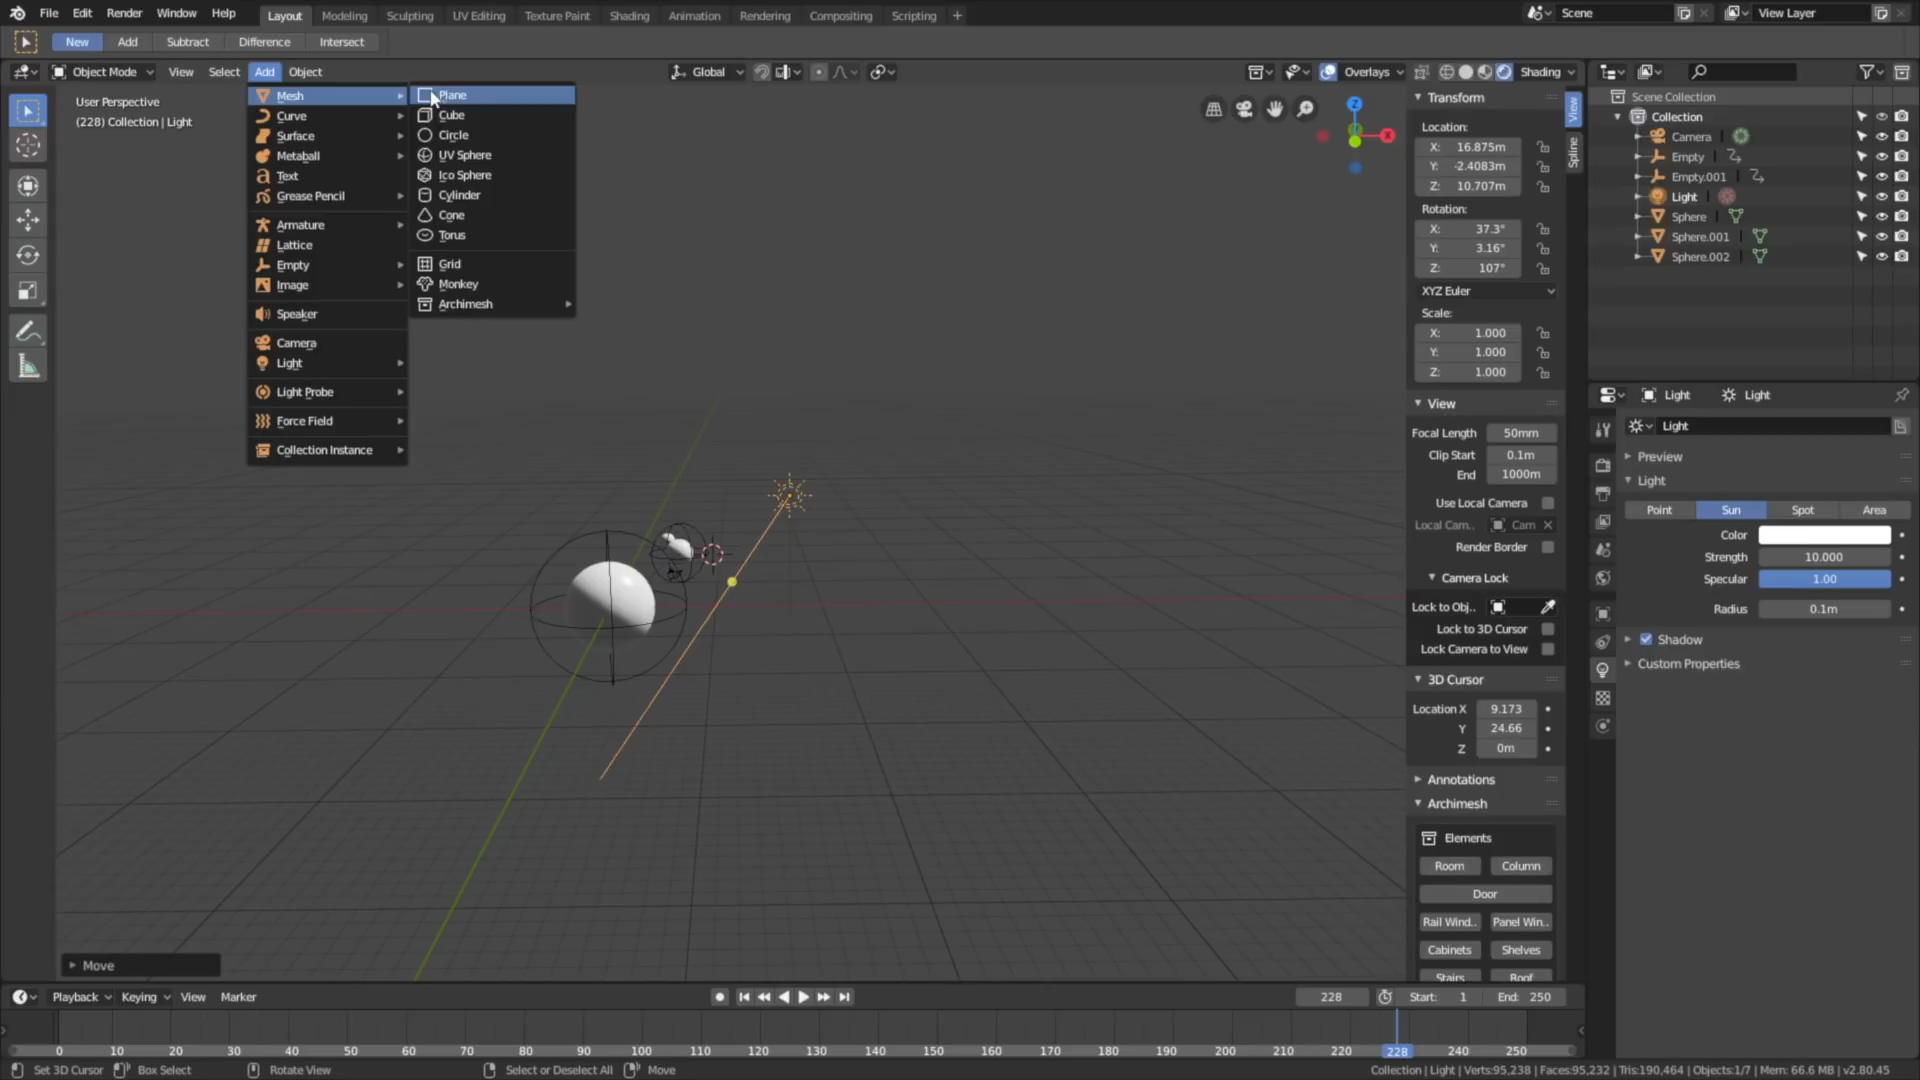 File Edit Render Window Help Layout Modeling Sculpting UV Editing Texture Paint Shading Animation Rendering Compositing Scripting + Scene View Layer
New Add Subtract Difference Intersect
Object Mode View Select Add Object Global Overlays Shading
User Perspective
(228) Collection | Light
Mesh
Curve
Surface
Metaball
Text
Grease Pencil
Armature
Lattice
Empty
Image
Speaker
Camera
Light
Light Probe
Force Field
Collection Instance
Plane
Cube
Circle
UV Sphere
Ico Sphere
Cylinder
Cone
Torus
Grid
Monkey
Archimesh
Z
X
Transform
Location:
X: 16.875m
Y: -2.4083m
Z: 10.707m
Rotation:
X: 37.3°
Y: 3.16°
Z: 107°
XYZ Euler
Scale:
X: 1.000
Y: 1.000
Z: 1.000
View
Focal Length 50mm
Clip Start 0.1m
End 1000m
Use Local Camera
Local Cam.. Cam
Render Border
Camera Lock
Lock to Obj..
Lock to 3D Cursor
Lock Camera to View
3D Cursor
Location X 9.173
Y 24.66
Z 0m
Annotations
Archimesh
Elements
Room Column
Door
Rail Wind.. Panel Win..
Cabinets Shelves
Stairs Roof
View
Spline
Scene Collection
Collection
Camera
Empty
Empty.001
Light
Sphere
Sphere.001
Sphere.002
Light Light
Light
Preview
Light
Point Sun Spot Area
Color
Strength 10.000
Specular 1.00
Radius 0.1m
Shadow
Custom Properties
Move
Playback Keying View Marker 228 Start: 1 End: 250
0 10 20 30 40 50 60 70 80 90 100 110 120 130 140 150 160 170 180 190 200 210 220 228 240 250
Set 3D Cursor Box Select Rotate View Select or Deselect All Move Collection | Light | Verts:95,238 | Faces:95,232 | Tris:190,464 | Objects:1/7 | Mem: 66.6 MB | v2.80.45